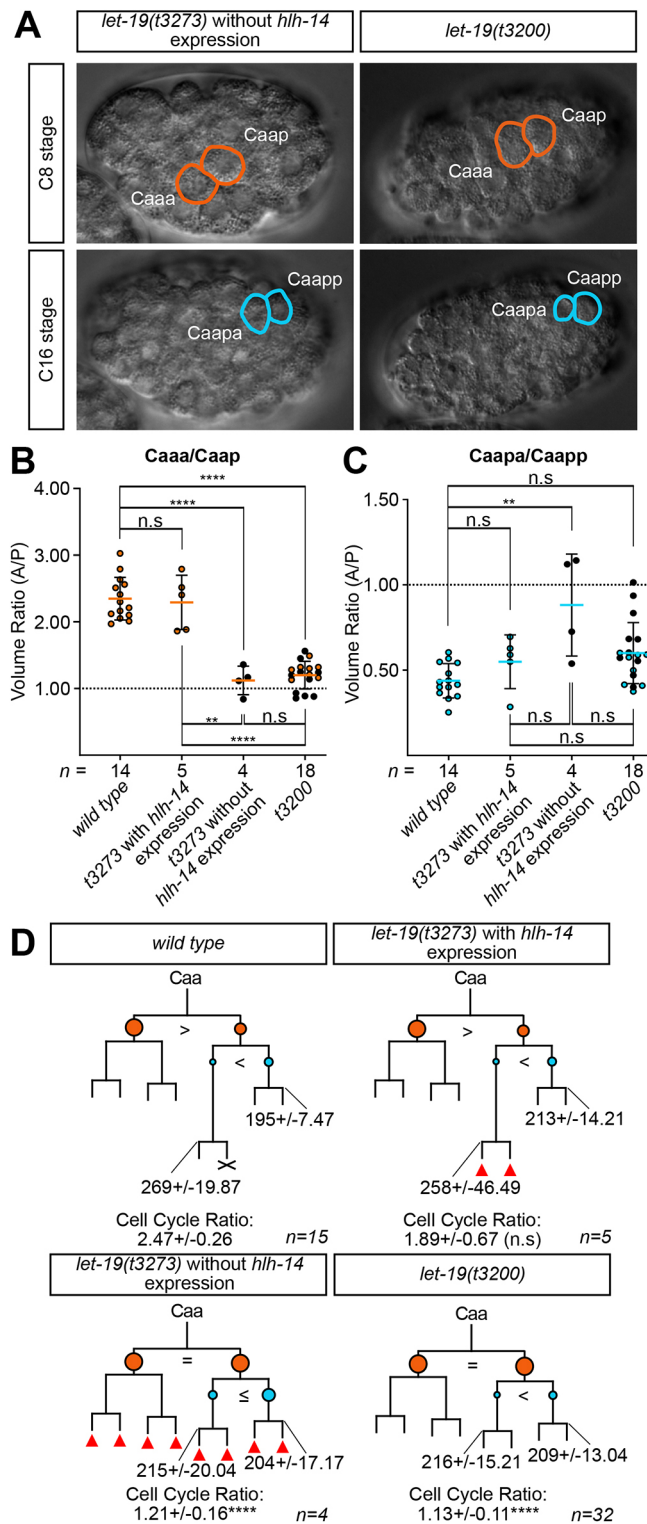 A
let-19(t3273) without hlh-14
expression
let-19(t3200)
C8 stage
Caap
Caaa
Caap
Caaa
C16 stage
Caapp
Caapa
Caapp
Caapa
B
Caaa/Caap
Volume Ratio (A/P)
4.00
3.00
2.00
1.00
****
****
n.s
**
n.s
****
n = 14 5 4 18
wild type
t3273 with hlh-14
expression
t3273 without
hlh-14 expression
t3200
C
Caapa/Caapp
Volume Ratio (A/P)
1.50
1.00
0.50
n.s
**
n.s
n.s
n.s
n.s
n = 14 5 4 18
wild type
t3273 with hlh-14
expression
t3273 without
hlh-14 expression
t3200
D
wild type
Caa
>
<
195+/-7.47
269+/-19.87
Cell Cycle Ratio:
2.47+/-0.26
n=15
let-19(t3273) with hlh-14
expression
Caa
>
<
213+/-14.21
258+/-46.49
Cell Cycle Ratio:
1.89+/-0.67 (n.s)
n=5
let-19(t3273) without hlh-14
expression
Caa
=
≤
215+/-20.04
204+/-17.17
Cell Cycle Ratio:
1.21+/-0.16****
n=4
let-19(t3200)
Caa
=
<
216+/-15.21
209+/-13.04
Cell Cycle Ratio:
1.13+/-0.11****
n=32